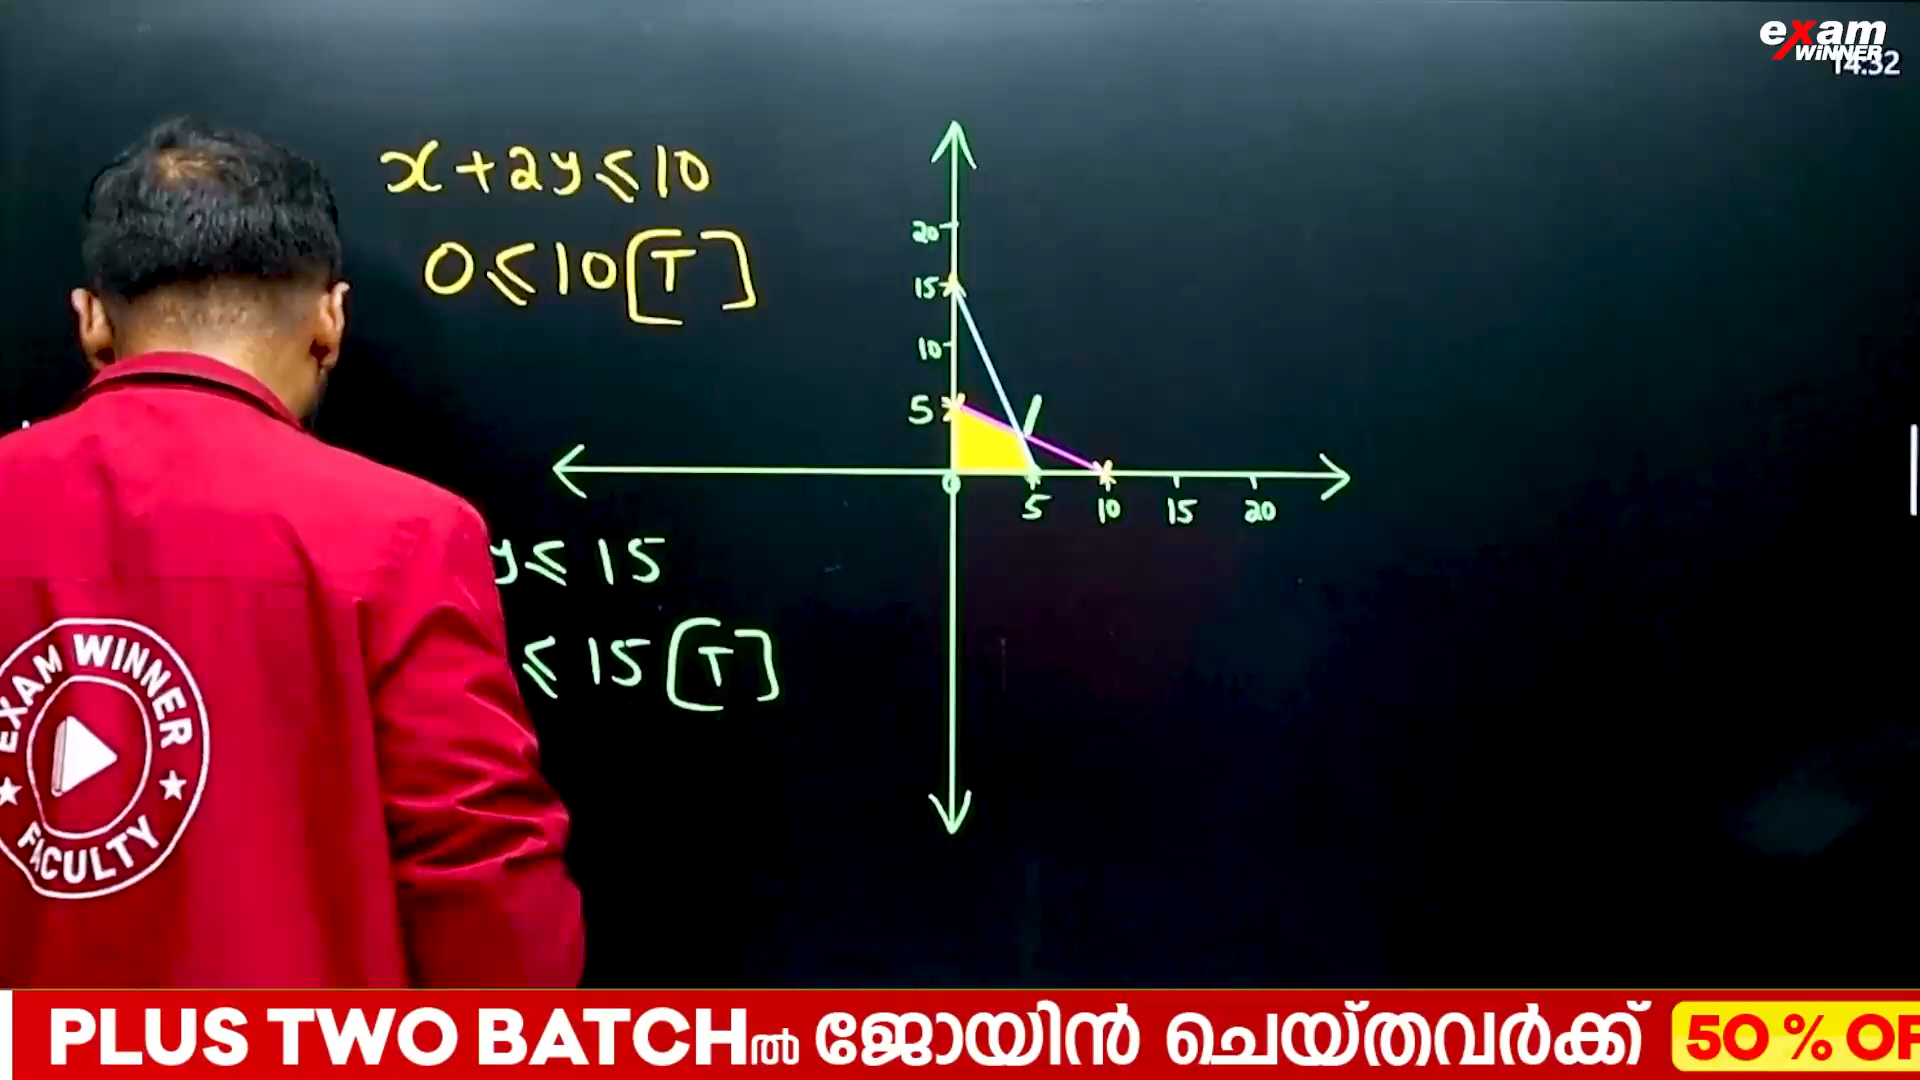 exam
WiNNER
14:32
x + 2y ⩽ 10
0 ⩽ 10 [T]
20
15
10
5
0
5 10 15 20
y ⩽ 15
⩽ 15 [T]
EXAM WINNER
FACULTY
PLUS TWO BATCHൽ ജോയിൻ ചെയ്തവർക്ക് 50 % OF